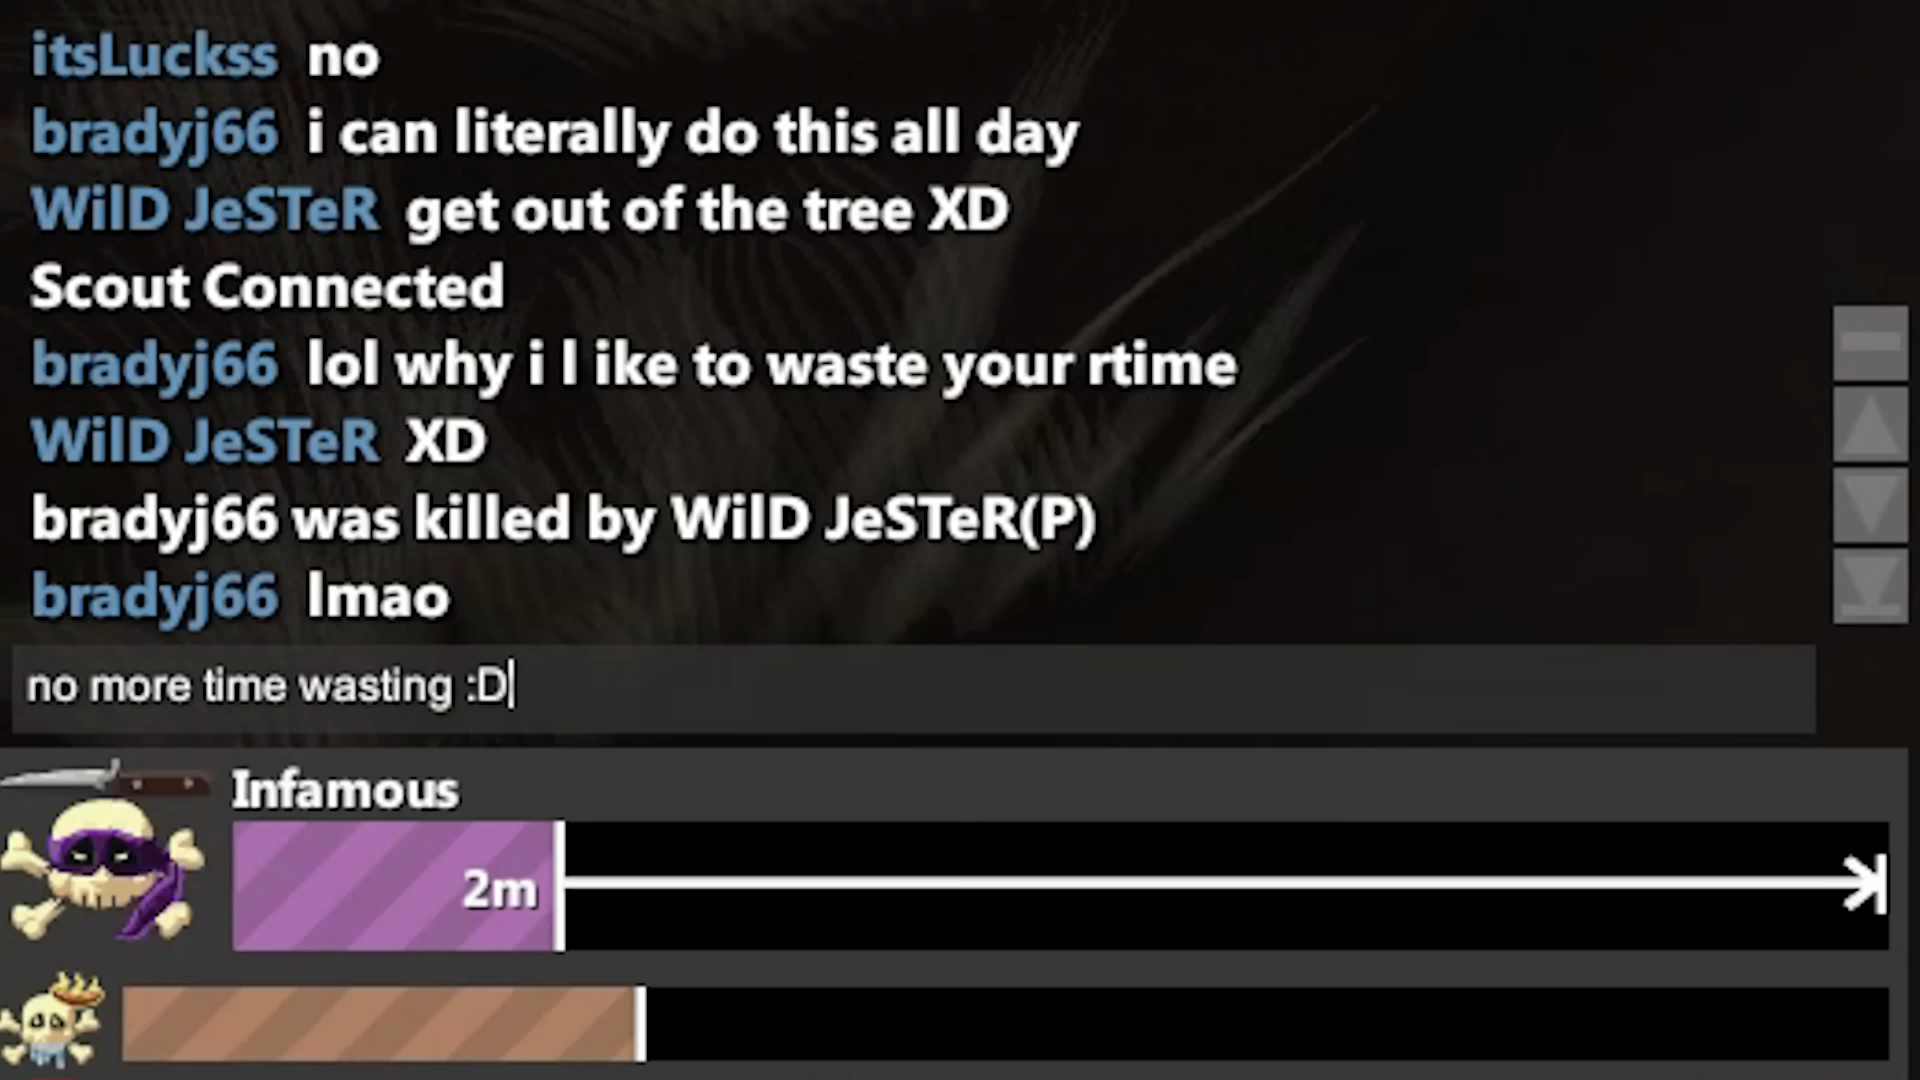 itsLuckss no
bradyj66 i can literally do this all day
WilD JeSTeR get out of the tree XD
Scout Connected
bradyj66 lol why i l ike to waste your rtime
WilD JeSTeR XD
bradyj66 was killed by WilD JeSTeR(P)
bradyj66 lmao
no more time wasting :D
Infamous
2m